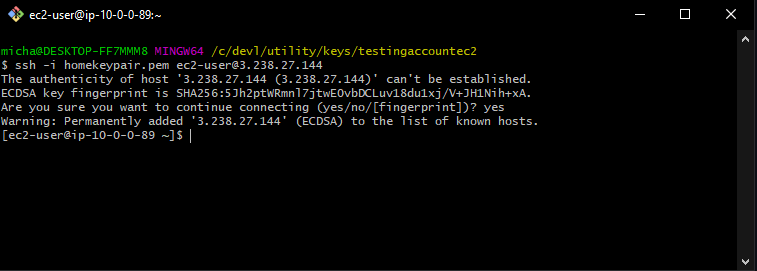 ec2-user@ip-10-0-0-89:~
micha@DESKTOP-FF7MMM8 MINGW64 /c/devl/utility/keys/testingaccountec2
$ ssh -i homekeypair.pem ec2-user@3.238.27.144
The authenticity of host '3.238.27.144 (3.238.27.144)' can't be established.
ECDSA key fingerprint is SHA256:5Jh2ptWRmnl7jtwEOvbDCLuv18du1xj/V+JH1Nih+xA.
Are you sure you want to continue connecting (yes/no/[fingerprint])? yes
Warning: Permanently added '3.238.27.144' (ECDSA) to the list of known hosts.
[ec2-user@ip-10-0-0-89 ~]$